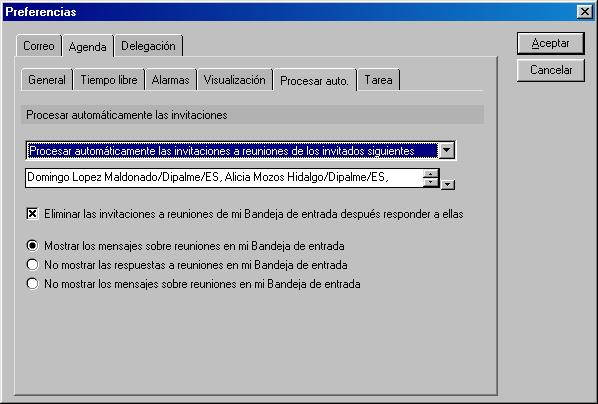 Preferencias
Correo Agenda Delegación
Aceptar
Cancelar
General Tiempo libre Alarmas Visualización Procesar auto. Tarea
Procesar automáticamente las invitaciones
Procesar automáticamente las invitaciones a reuniones de los invitados siguientes
Domingo Lopez Maldonado/Dipalme/ES, Alicia Mozos Hidalgo/Dipalme/ES,
Eliminar las invitaciones a reuniones de mi Bandeja de entrada después responder a ellas
Mostrar los mensajes sobre reuniones en mi Bandeja de entrada
No mostrar las respuestas a reuniones en mi Bandeja de entrada
No mostrar los mensajes sobre reuniones en mi Bandeja de entrada